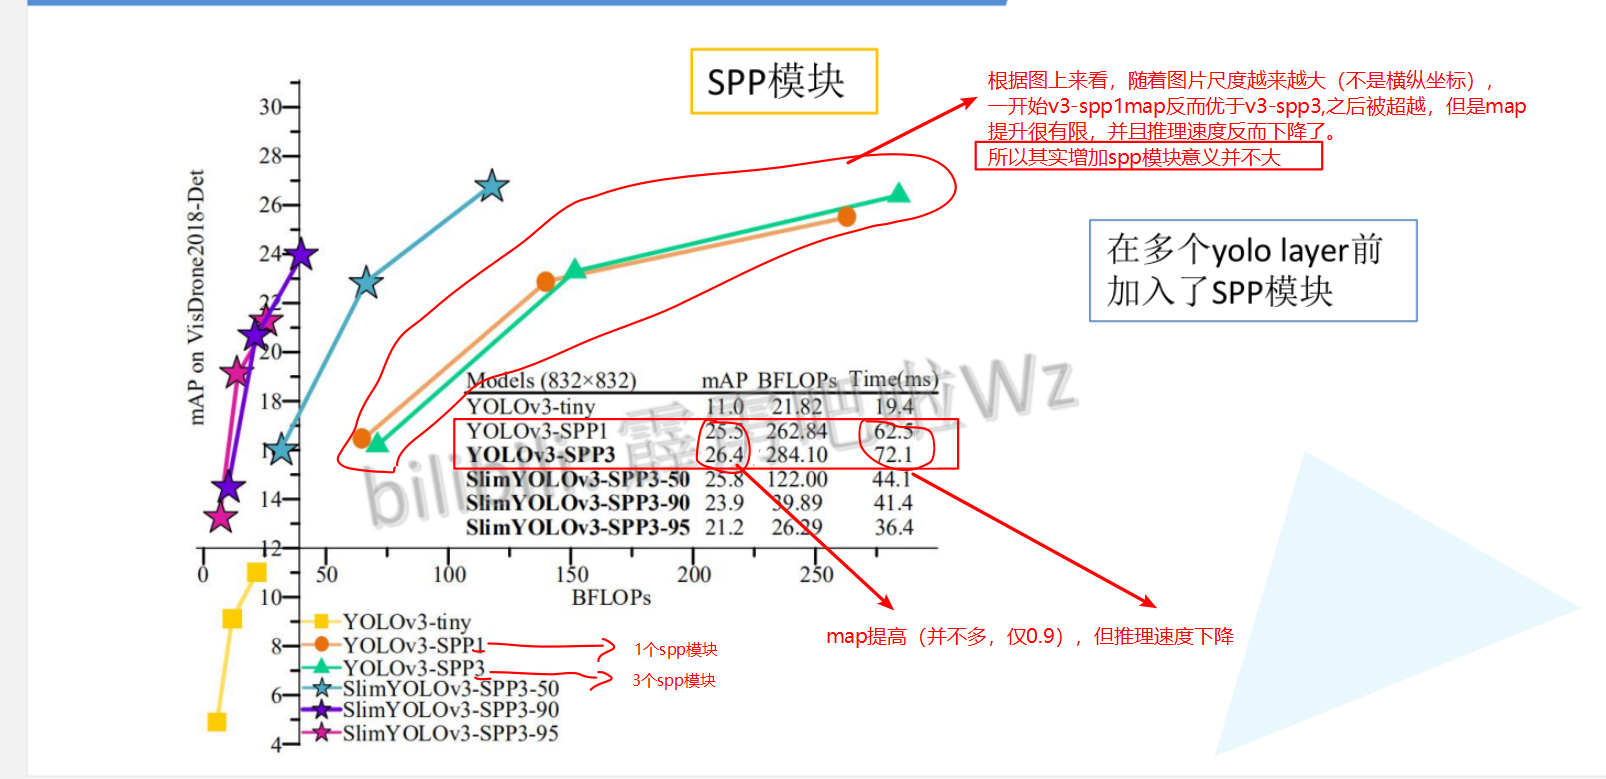 SPP模块
根据图上来看，随着图片尺度越来越大（不是横纵坐标），
一开始v3-spp1map反而优于v3-spp3,之后被超越，但是map
提升很有限，并且推理速度反而下降了。
所以其实增加spp模块意义并不大
在多个yolo layer前
加入了SPP模块
mAP on VisDrone2018-Det
30
28
26
24
22
20
18
16
14
12
10
8
6
4
0 50 100 150 200 250
BFLOPs
Models (832×832) mAP BFLOPs Time(ms)
YOLOv3-tiny 11.0 21.82 19.4
YOLOv3-SPP1 25.5 262.84 62.5
YOLOv3-SPP3 26.4 284.10 72.1
SlimYOLOv3-SPP3-50 25.8 122.00 44.1
SlimYOLOv3-SPP3-90 23.9 39.89 41.4
SlimYOLOv3-SPP3-95 21.2 26.29 36.4
bilibili: 霹雳吧啦Wz
map提高（并不多，仅0.9），但推理速度下降
YOLOv3-tiny
YOLOv3-SPP1
1个spp模块
YOLOv3-SPP3
3个spp模块
SlimYOLOv3-SPP3-50
SlimYOLOv3-SPP3-90
SlimYOLOv3-SPP3-95